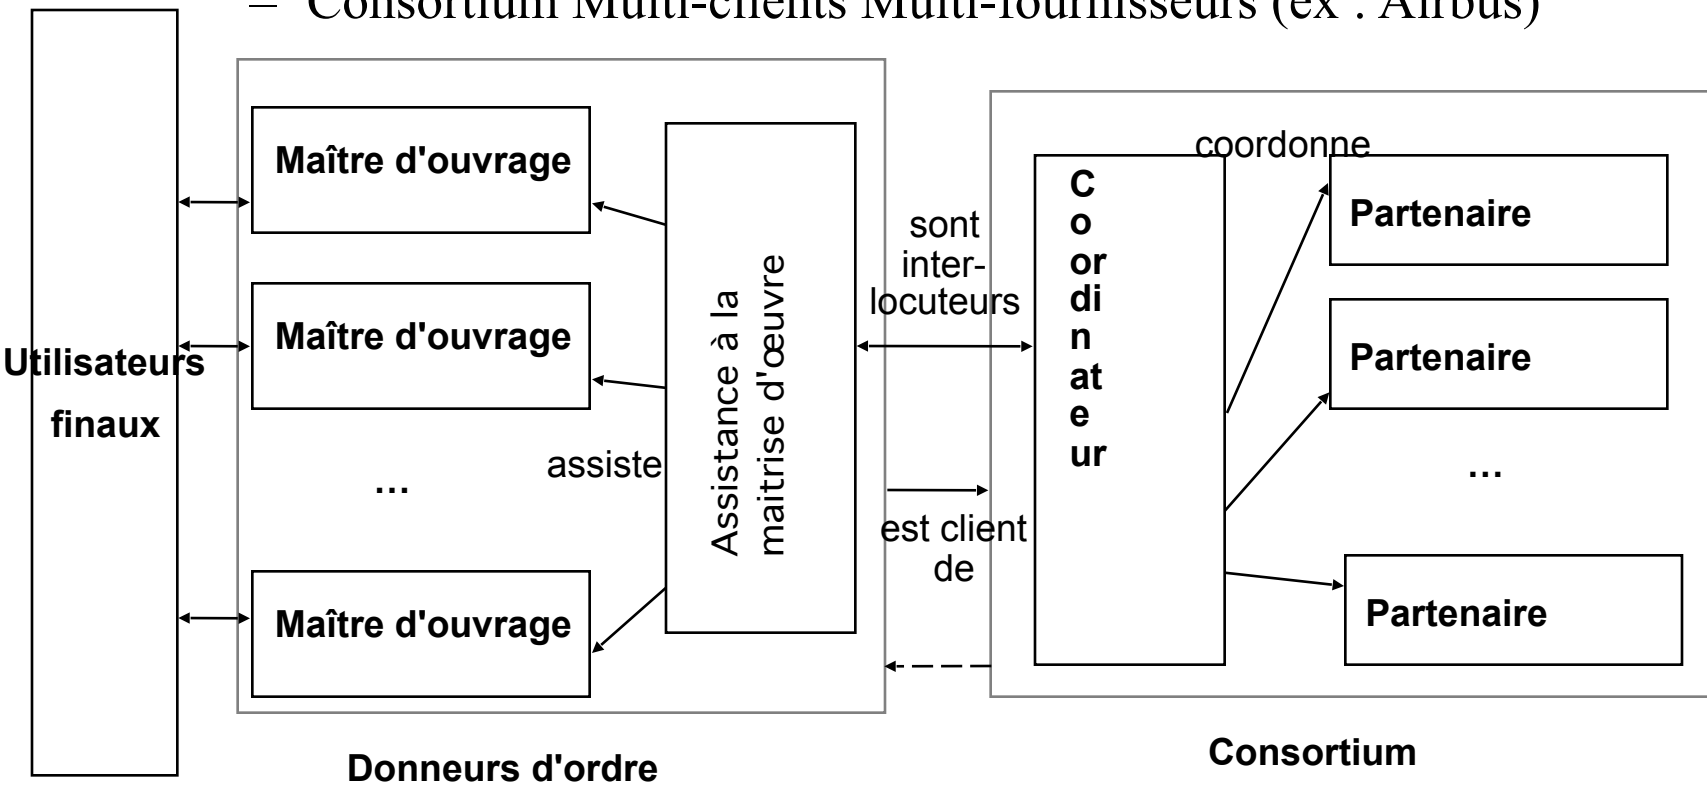 – Consortium Multi-clients Multi-fournisseurs (ex : Airbus)
Utilisateurs
finaux
Maître d'ouvrage
Maître d'ouvrage
...
Maître d'ouvrage
assiste
Assistance à la
maitrise d'œuvre
Donneurs d'ordre
sont
inter-
locuteurs
est client
de
C
o
or
di
n
at
e
ur
coordonne
Partenaire
Partenaire
...
Partenaire
Consortium